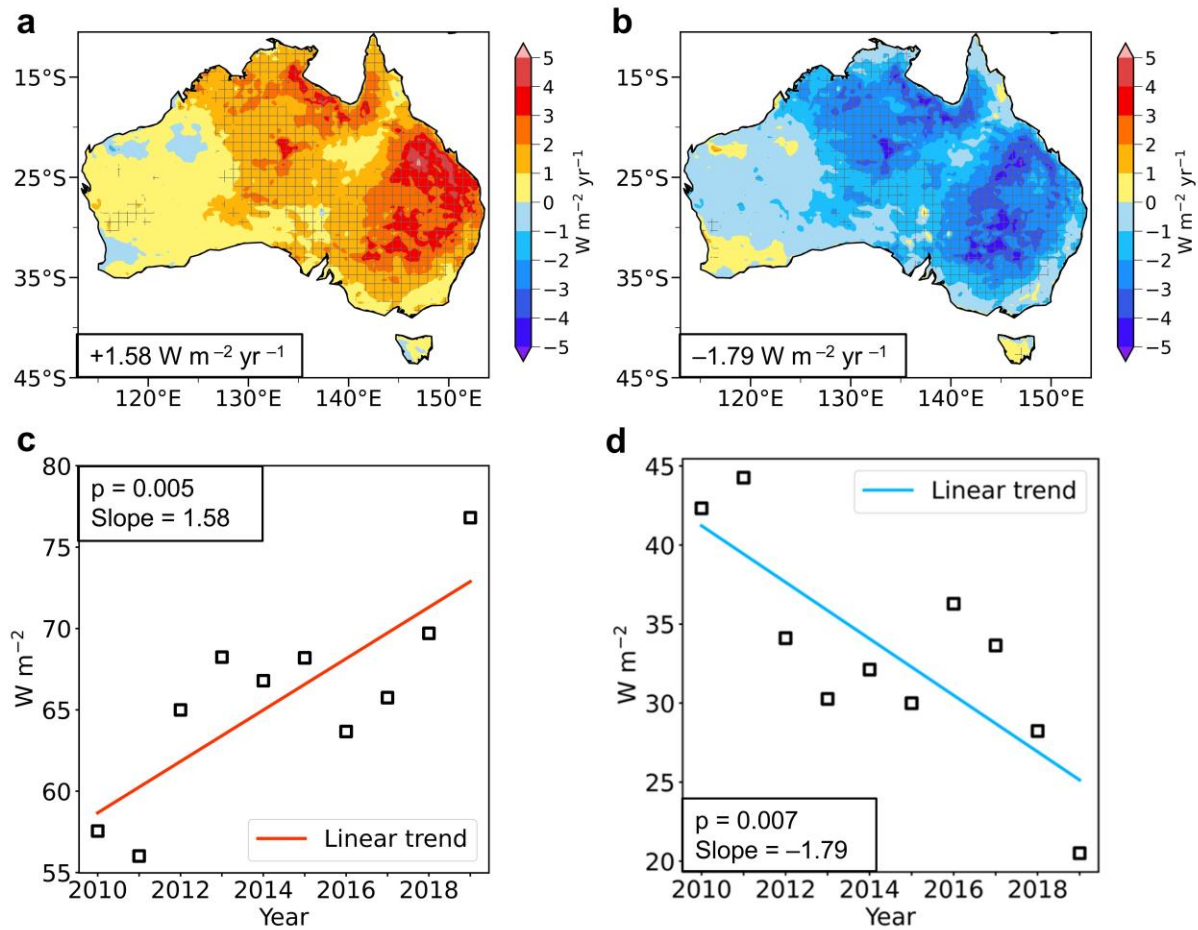 a
15°S
25°S
35°S
45°S
120°E
130°E
140°E
150°E
+1.58 W m⁻² yr⁻¹
5
4
3
2
1
0
−1
−2
−3
−4
−5
W m⁻² yr⁻¹
b
15°S
25°S
35°S
45°S
120°E
130°E
140°E
150°E
–1.79 W m⁻² yr⁻¹
5
4
3
2
1
0
−1
−2
−3
−4
−5
W m⁻² yr⁻¹
c
p = 0.005
Slope = 1.58
80
75
70
65
60
55
W m⁻²
Linear trend
2010
2012
2014
2016
2018
Year
d
Linear trend
45
40
35
30
25
20
W m⁻²
p = 0.007
Slope = –1.79
2010
2012
2014
2016
2018
Year